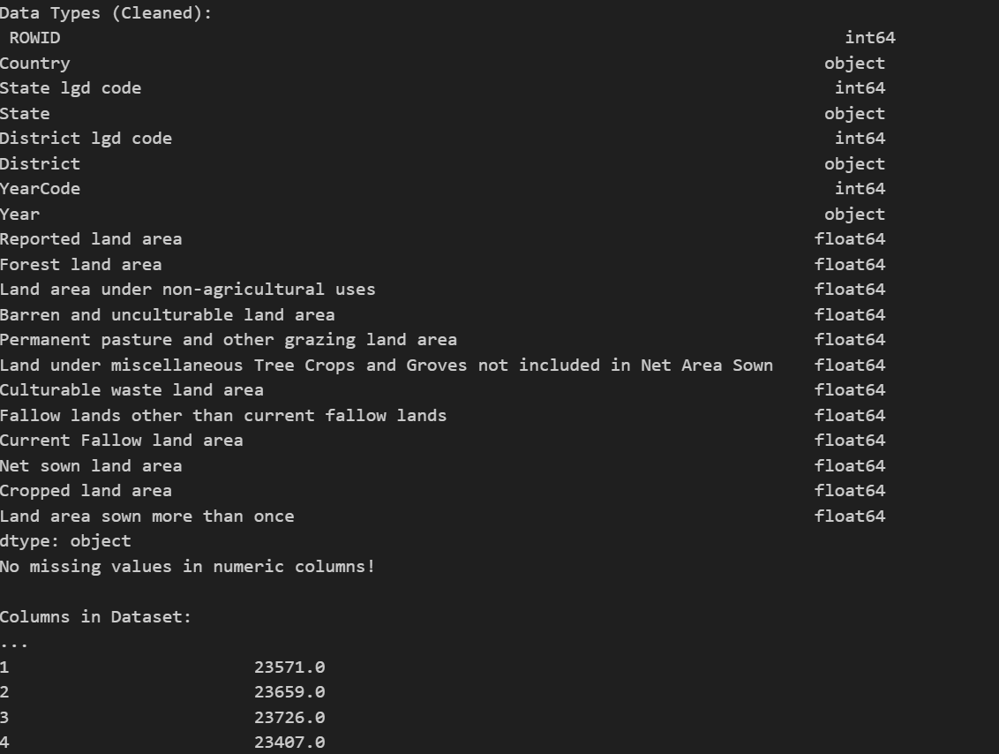 Data Types (Cleaned):
ROWID int64
Country object
State lgd code int64
State object
District lgd code int64
District object
YearCode int64
Year object
Reported land area float64
Forest land area float64
Land area under non-agricultural uses float64
Barren and unculturable land area float64
Permanent pasture and other grazing land area float64
Land under miscellaneous Tree Crops and Groves not included in Net Area Sown float64
Culturable waste land area float64
Fallow lands other than current fallow lands float64
Current Fallow land area float64
Net sown land area float64
Cropped land area float64
Land area sown more than once float64
dtype: object
No missing values in numeric columns!
Columns in Dataset:
...
1 23571.0
2 23659.0
3 23726.0
4 23407.0